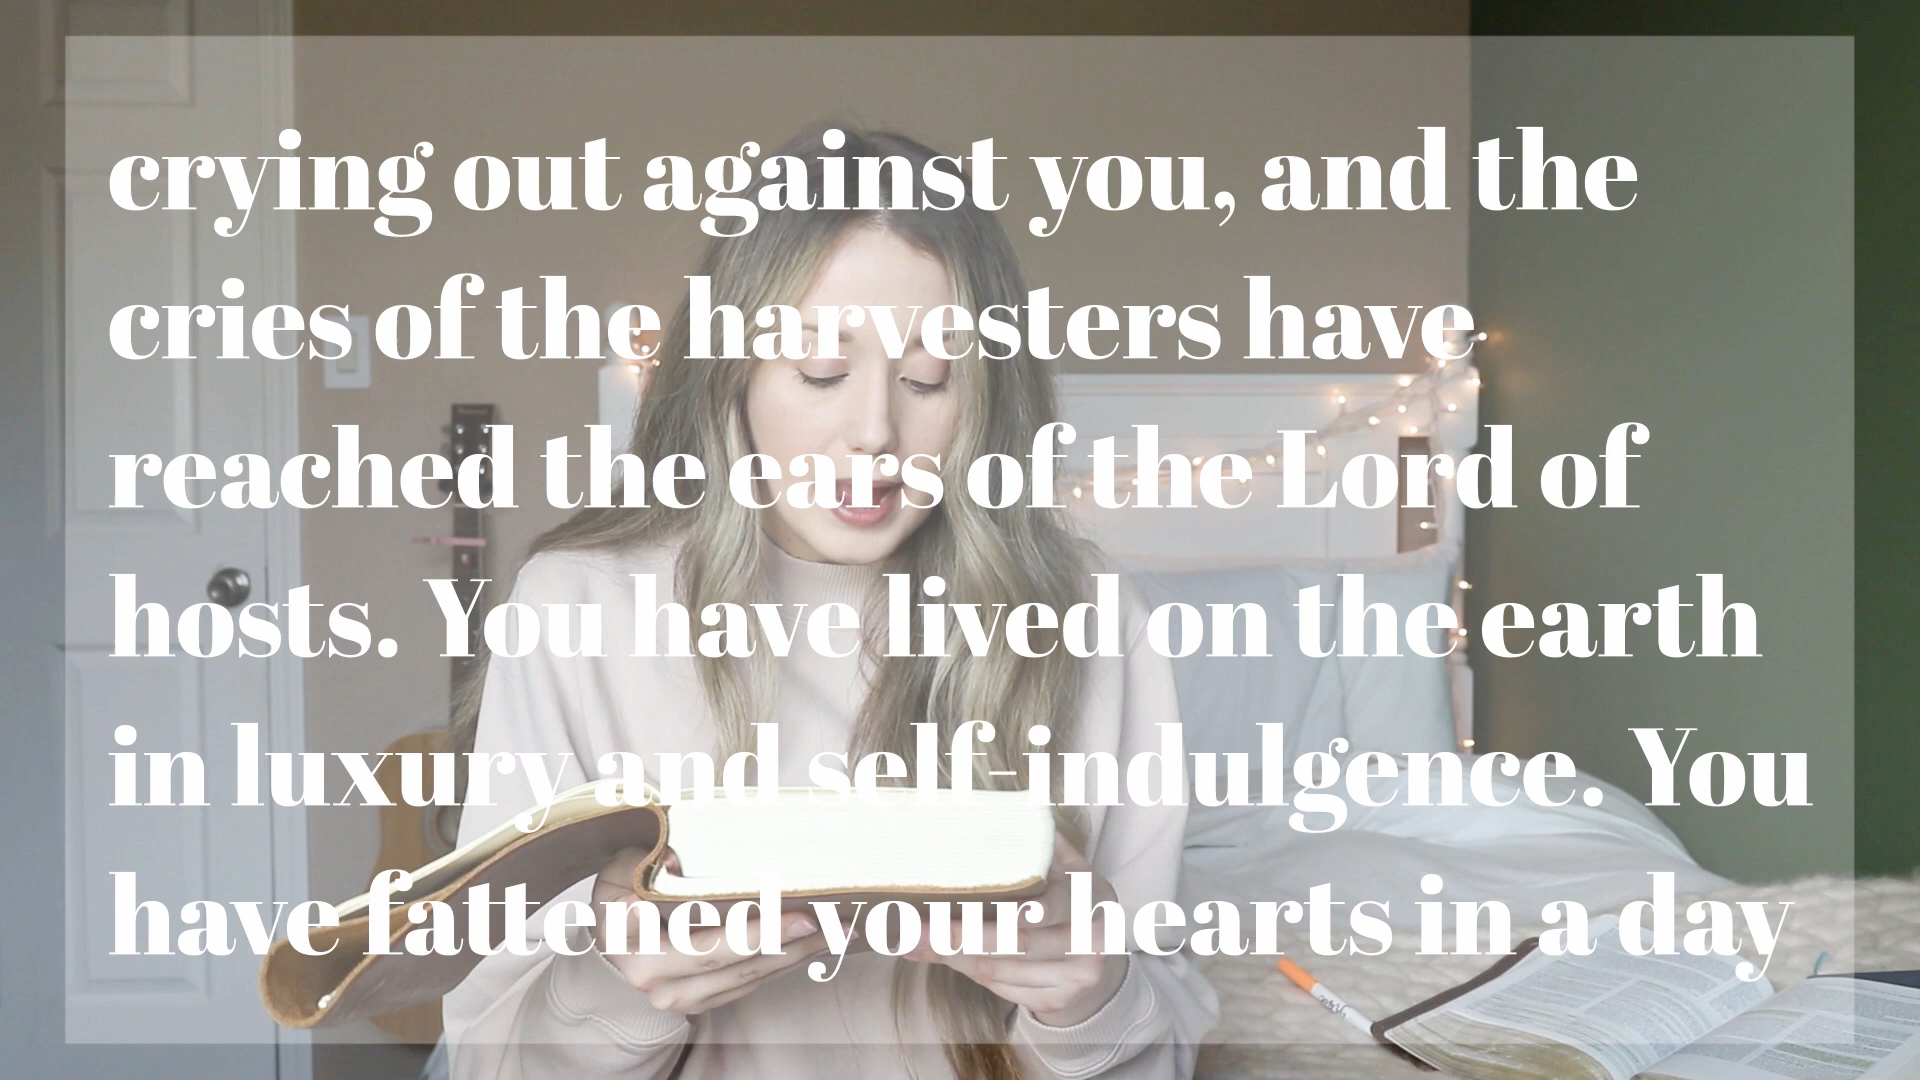 crying out against you, and the
cries of the harvesters have
reached the ears of the Lord of
hosts. You have lived on the earth
in luxury and self-indulgence. You
have fattened your hearts in a day